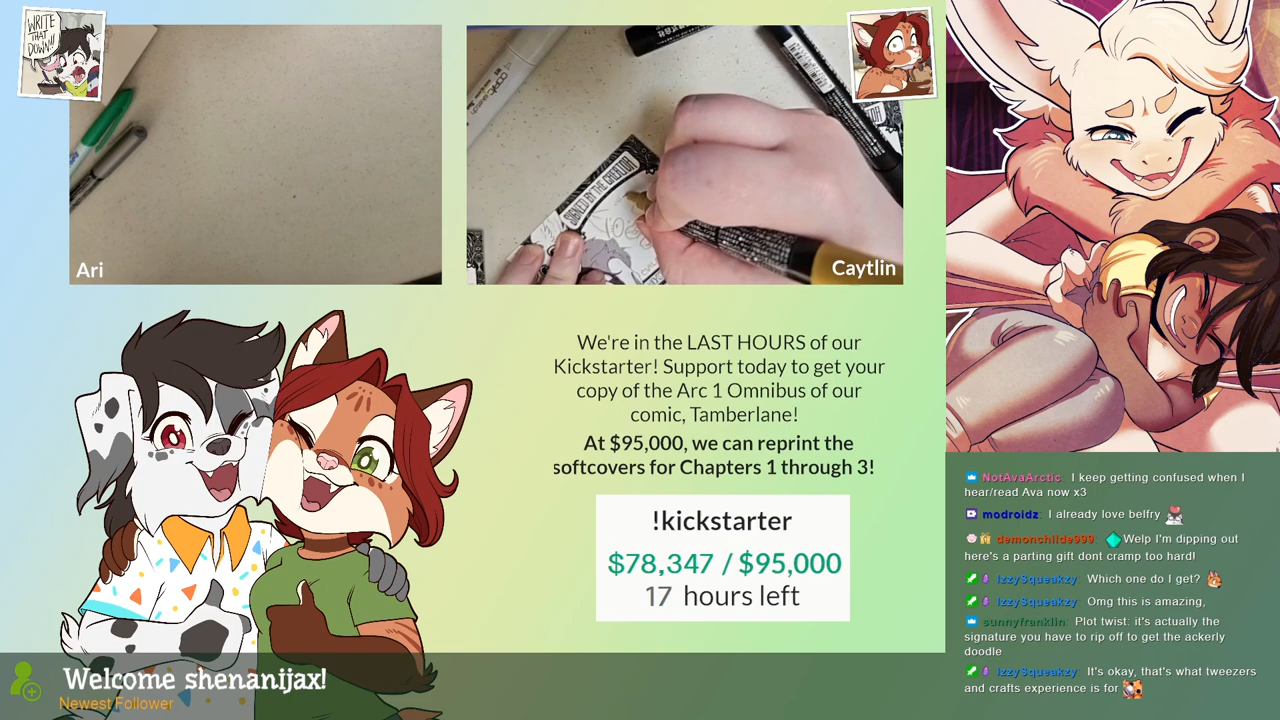 WRITE
THAT
DOWN!!
Ari
SIGNED BY THE CREATOR
Caytlin
We're in the LAST HOURS of our
Kickstarter! Support today to get your
copy of the Arc 1 Omnibus of our
comic, Tamberlane!
At $95,000, we can reprint the
softcovers for Chapters 1 through 3!
!kickstarter
$78,347 / $95,000
17 hours left
NotAvaArctic: I keep getting confused when I
hear/read Ava now x3
modroidz: I already love belfry
demonchilde999: Welp I'm dipping out
here's a parting gift dont cramp too hard!
IzzySqueakzy: Which one do I get?
IzzySqueakzy: Omg this is amazing,
sunnyfranklin: Plot twist: it's actually the
signature you have to rip off to get the ackerly
doodle
IzzySqueakzy: It's okay, that's what tweezers
and crafts experience is for
Welcome shenanijax!
Newest Follower